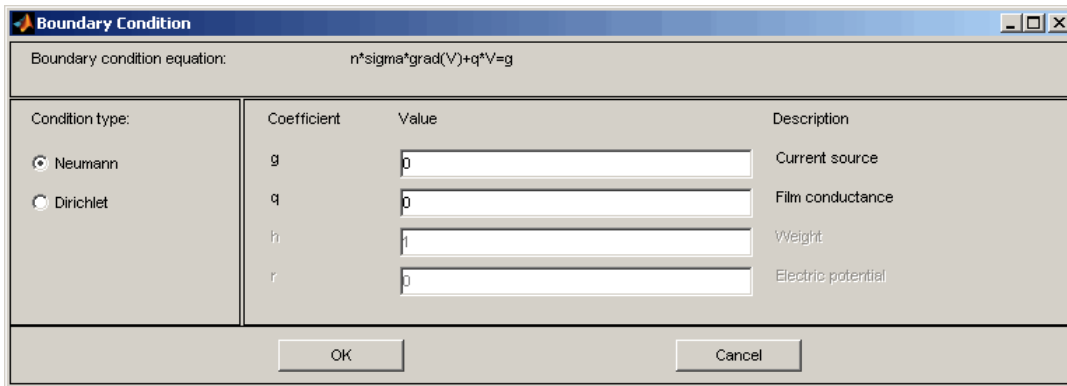 Boundary Condition
Boundary condition equation: n*sigma*grad(V)+q*V=g
Condition type: Coefficient Value Description
Neumann g 0 Current source
Dirichlet q 0 Film conductance
h 1 Weight
r 0 Electric potential
OK Cancel